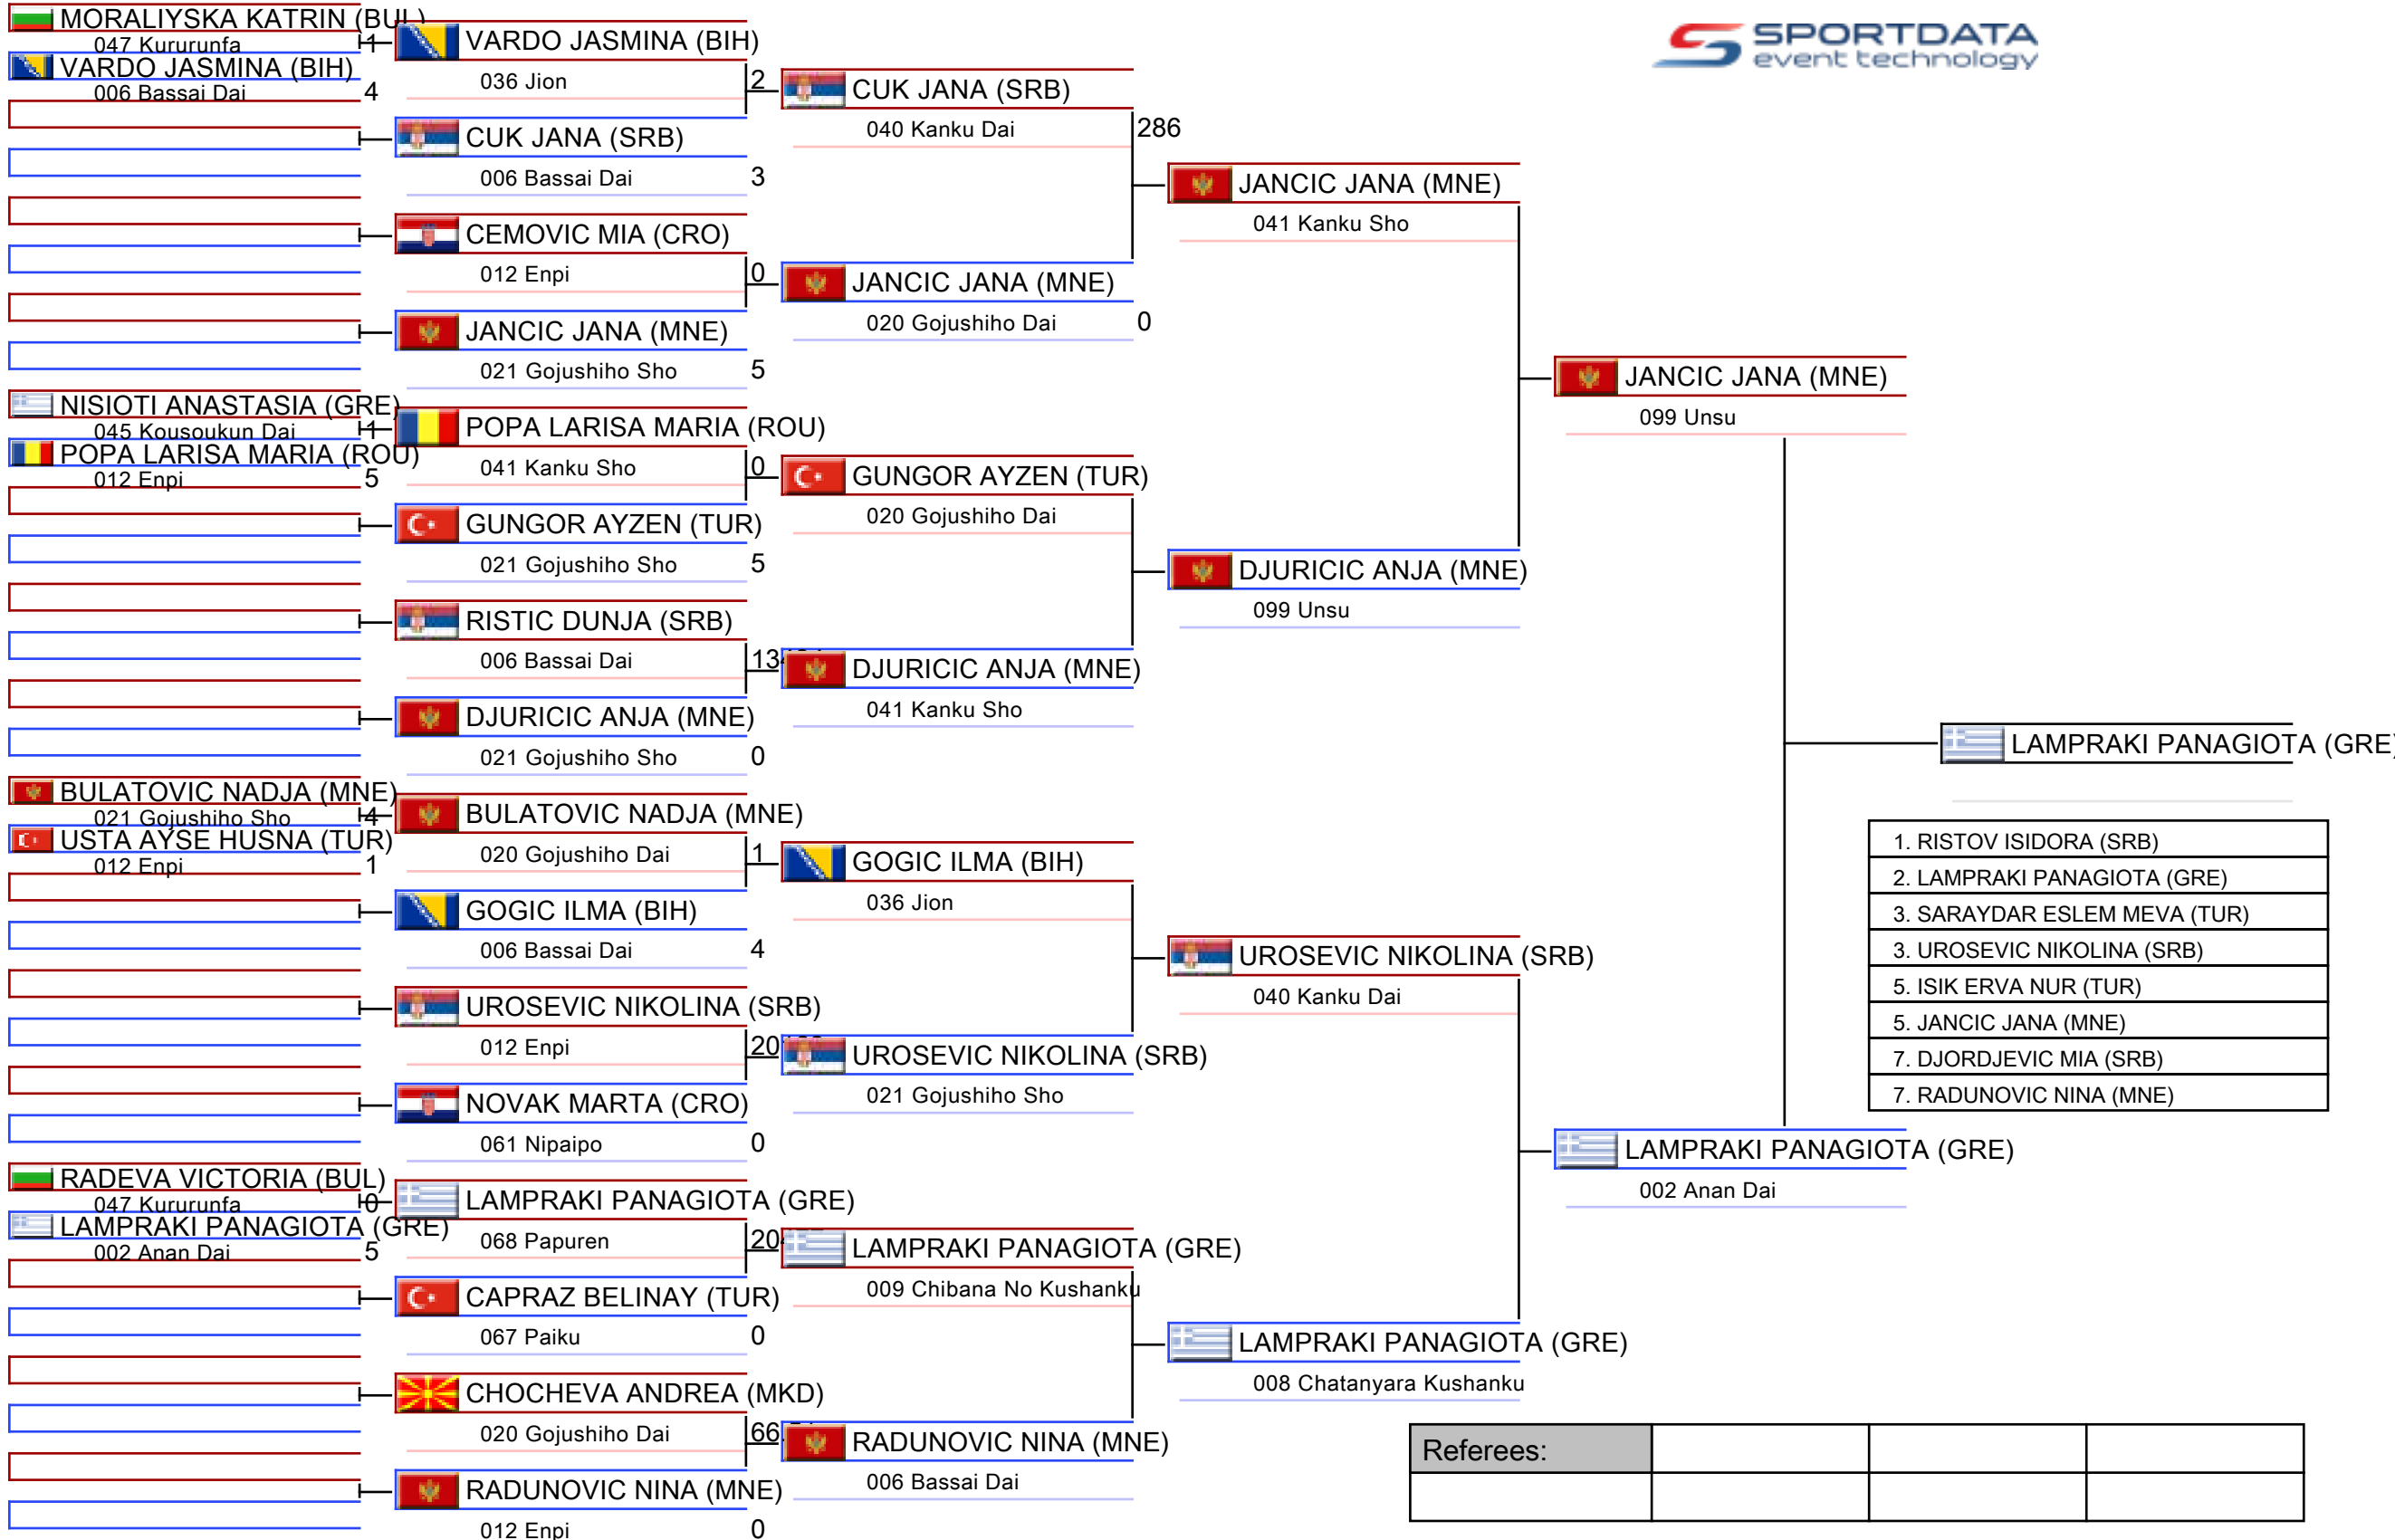 MORALIYSKA KATRIN (BUL)
047 Kururunfa
1
VARDO JASMINA (BIH)
006 Bassai Dai
4
NISIOTI ANASTASIA (GRE)
045 Kousoukun Dai
1
POPA LARISA MARIA (ROU)
012 Enpi
5
BULATOVIC NADJA (MNE)
021 Gojushiho Sho
4
USTA AYSE HUSNA (TUR)
012 Enpi
1
RADEVA VICTORIA (BUL)
047 Kururunfa
0
LAMPRAKI PANAGIOTA (GRE)
002 Anan Dai
5
VARDO JASMINA (BIH)
036 Jion
2
CUK JANA (SRB)
006 Bassai Dai
3
CEMOVIC MIA (CRO)
012 Enpi
0
JANCIC JANA (MNE)
021 Gojushiho Sho
5
POPA LARISA MARIA (ROU)
041 Kanku Sho
0
GUNGOR AYZEN (TUR)
021 Gojushiho Sho
5
RISTIC DUNJA (SRB)
006 Bassai Dai
DJURICIC ANJA (MNE)
021 Gojushiho Sho
0
BULATOVIC NADJA (MNE)
020 Gojushiho Dai
1
GOGIC ILMA (BIH)
006 Bassai Dai
4
UROSEVIC NIKOLINA (SRB)
012 Enpi
NOVAK MARTA (CRO)
061 Nipaipo
0
LAMPRAKI PANAGIOTA (GRE)
068 Papuren
CAPRAZ BELINAY (TUR)
067 Paiku
0
CHOCHEVA ANDREA (MKD)
020 Gojushiho Dai
RADUNOVIC NINA (MNE)
012 Enpi
0
CUK JANA (SRB)
040 Kanku Dai
286
JANCIC JANA (MNE)
020 Gojushiho Dai
0
GUNGOR AYZEN (TUR)
020 Gojushiho Dai
DJURICIC ANJA (MNE)
041 Kanku Sho
GOGIC ILMA (BIH)
036 Jion
UROSEVIC NIKOLINA (SRB)
021 Gojushiho Sho
LAMPRAKI PANAGIOTA (GRE)
009 Chibana No Kushanku
RADUNOVIC NINA (MNE)
006 Bassai Dai
JANCIC JANA (MNE)
041 Kanku Sho
DJURICIC ANJA (MNE)
099 Unsu
UROSEVIC NIKOLINA (SRB)
040 Kanku Dai
LAMPRAKI PANAGIOTA (GRE)
008 Chatanyara Kushanku
JANCIC JANA (MNE)
099 Unsu
LAMPRAKI PANAGIOTA (GRE)
002 Anan Dai
SPORTDATA
event technology
LAMPRAKI PANAGIOTA (GRE)
1. RISTOV ISIDORA (SRB)
2. LAMPRAKI PANAGIOTA (GRE)
3. SARAYDAR ESLEM MEVA (TUR)
3. UROSEVIC NIKOLINA (SRB)
5. ISIK ERVA NUR (TUR)
5. JANCIC JANA (MNE)
7. DJORDJEVIC MIA (SRB)
7. RADUNOVIC NINA (MNE)
Referees: